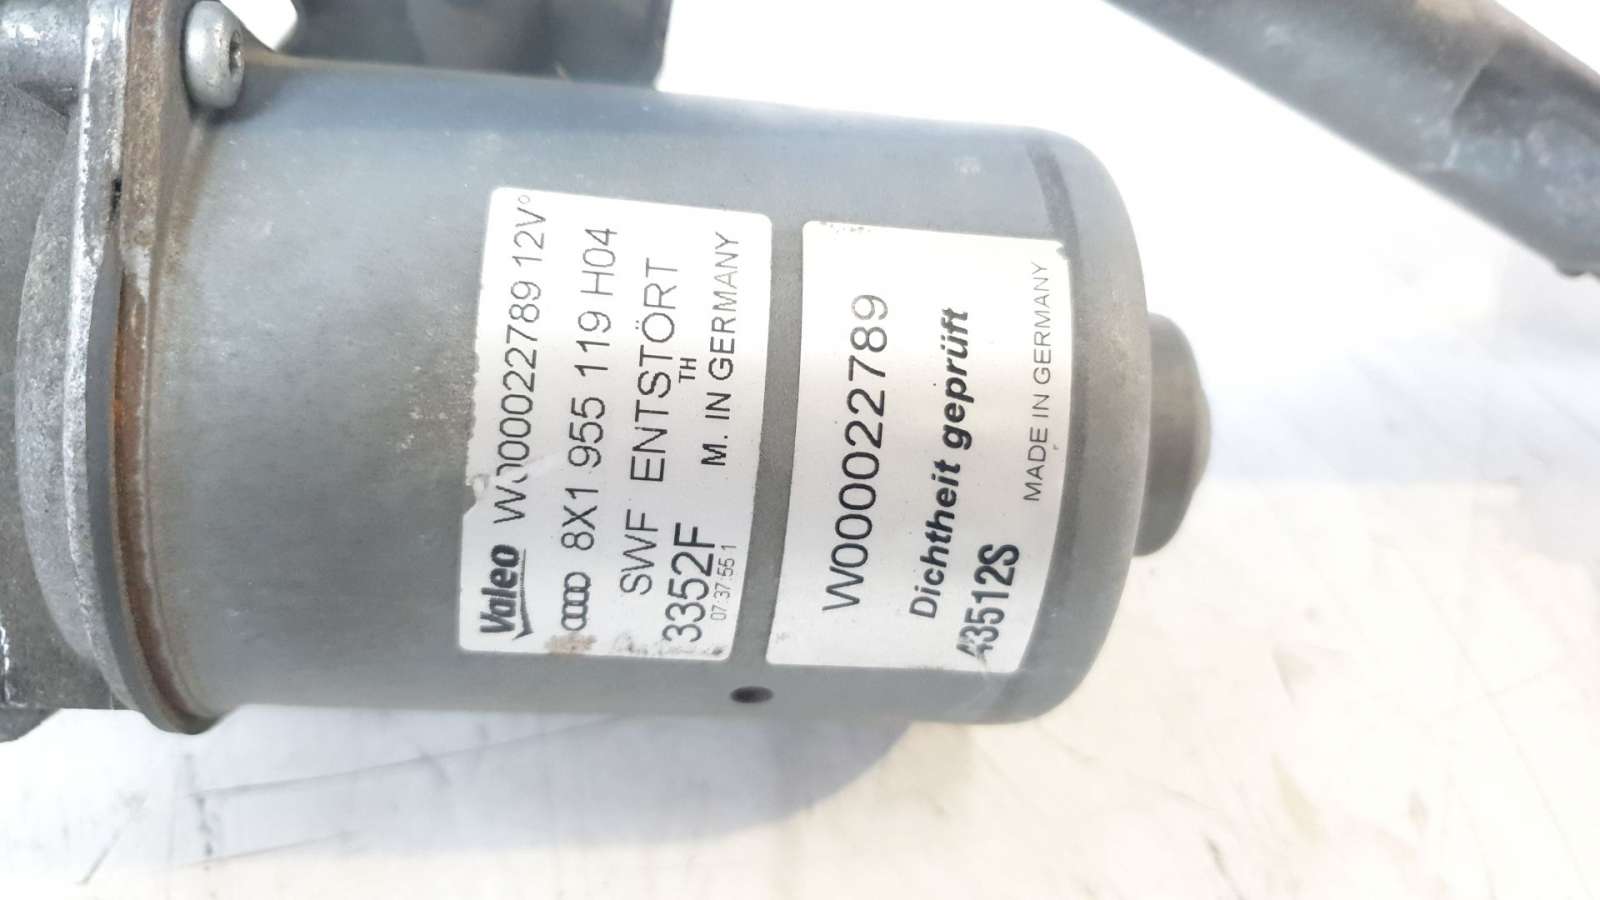 Valeo W000022789 12V°
8X1 955 119 H04
SWF ENTSTÖRT
TH
3352F M. IN GERMANY
07:37:55 1
W000022789
Dichtheit geprüft
43512S
MADE IN GERMANY